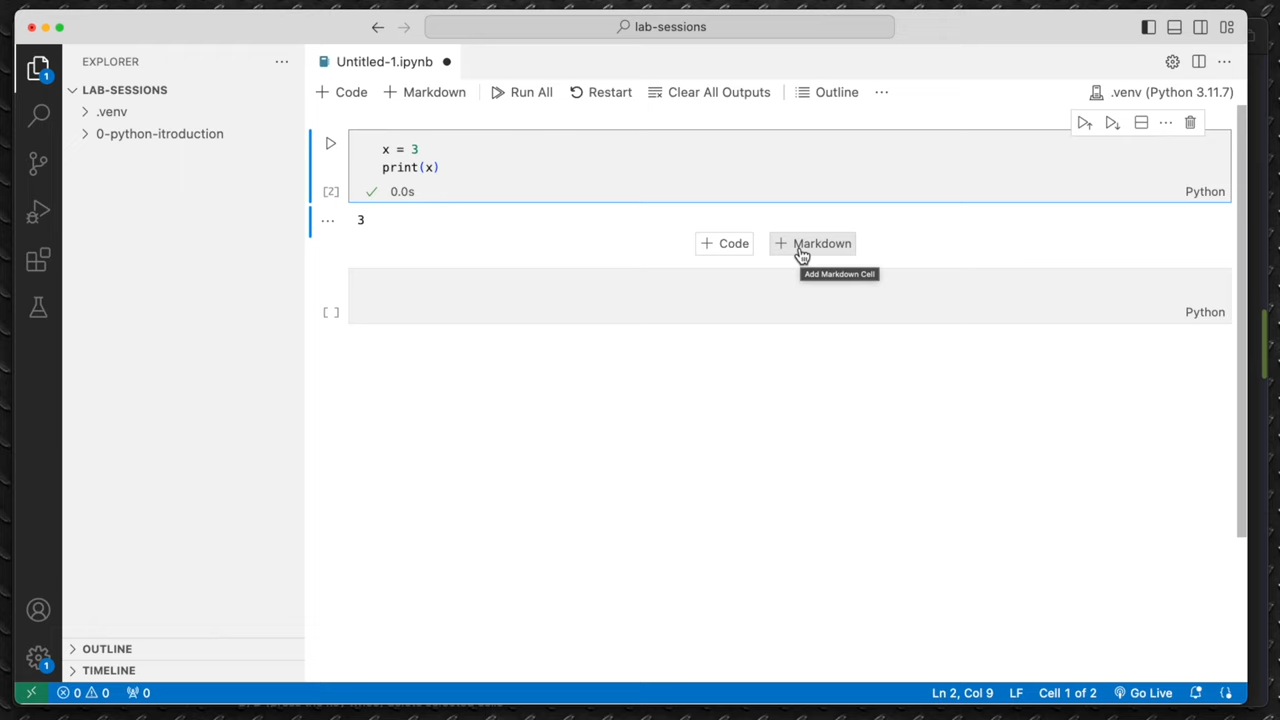 lab-sessions
EXPLORER
Untitled-1.ipynb
LAB-SESSIONS
.venv
0-python-itroduction
Code
Markdown
Run All
Restart
Clear All Outputs
Outline
.venv (Python 3.11.7)
x = 3
print(x)
[2]
0.0s
Python
3
Code
Markdown
Add Markdown Cell
[ ]
Python
OUTLINE
TIMELINE
1
1
0
0
0
Ln 2, Col 9
LF
Cell 1 of 2
Go Live